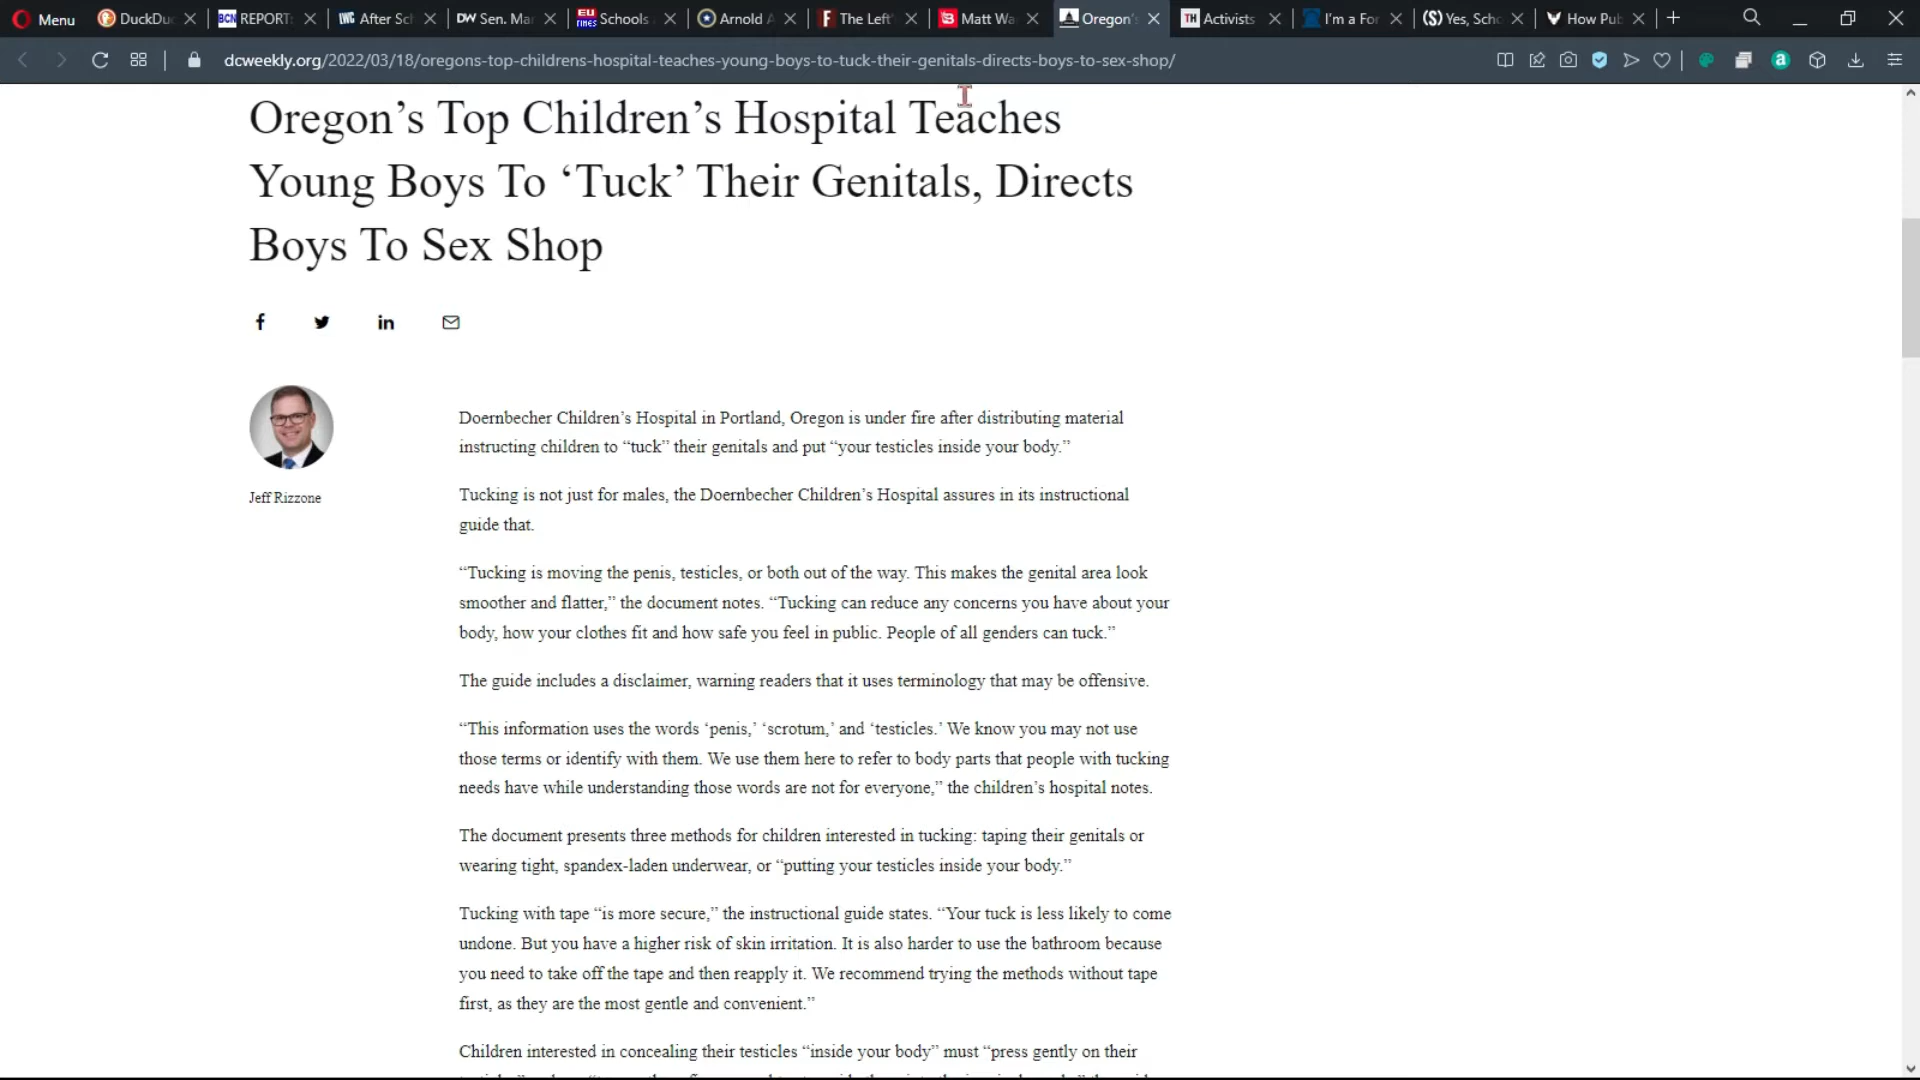 Menu
DuckDuc
BCN REPORT:
IWC After Sch
DW Sen. Mar
EU TIMES Schools
Arnold A
F The Left'
B Matt Wa
Oregon's
TH Activists
I'm a For
(S) Yes, Scho
How Pub
dcweekly.org/2022/03/18/oregons-top-childrens-hospital-teaches-young-boys-to-tuck-their-genitals-directs-boys-to-sex-shop/
a
Oregon’s Top Children’s Hospital Teaches
Young Boys To ‘Tuck’ Their Genitals, Directs
Boys To Sex Shop
Jeff Rizzone
Doernbecher Children’s Hospital in Portland, Oregon is under fire after distributing material
instructing children to “tuck” their genitals and put “your testicles inside your body.”
Tucking is not just for males, the Doernbecher Children’s Hospital assures in its instructional
guide that.
“Tucking is moving the penis, testicles, or both out of the way. This makes the genital area look
smoother and flatter,” the document notes. “Tucking can reduce any concerns you have about your
body, how your clothes fit and how safe you feel in public. People of all genders can tuck.”
The guide includes a disclaimer, warning readers that it uses terminology that may be offensive.
“This information uses the words ‘penis,’ ‘scrotum,’ and ‘testicles.’ We know you may not use
those terms or identify with them. We use them here to refer to body parts that people with tucking
needs have while understanding those words are not for everyone,” the children’s hospital notes.
The document presents three methods for children interested in tucking: taping their genitals or
wearing tight, spandex-laden underwear, or “putting your testicles inside your body.”
Tucking with tape “is more secure,” the instructional guide states. “Your tuck is less likely to come
undone. But you have a higher risk of skin irritation. It is also harder to use the bathroom because
you need to take off the tape and then reapply it. We recommend trying the methods without tape
first, as they are the most gentle and convenient.”
Children interested in concealing their testicles “inside your body” must “press gently on their